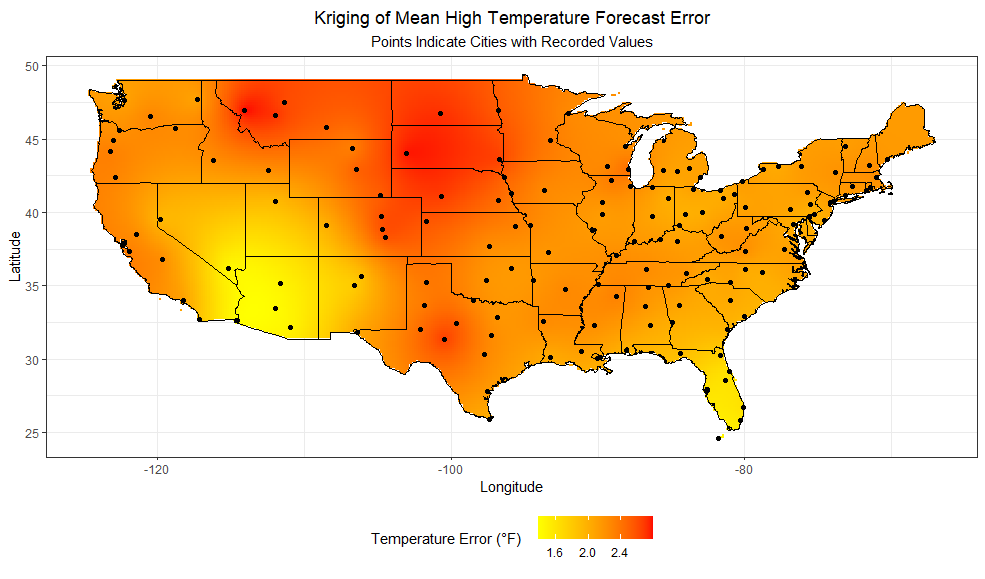 Kriging of Mean High Temperature Forecast Error
Points Indicate Cities with Recorded Values
50
45
40
35
30
25
Latitude
-120 -100 -80
Longitude
Temperature Error (°F)
1.6 2.0 2.4